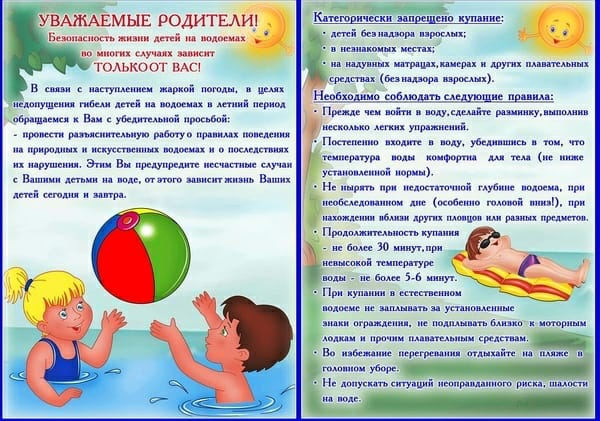 УВАЖАЕМЫЕ РОДИТЕЛИ!
Безопасность жизни детей на водоемах
во многих случаях зависит
ТОЛЬКО ОТ ВАС!
В связи с наступлением жаркой погоды, в целях
недопущения гибели детей на водоемах в летний период
обращаемся к Вам с убедительной просьбой:
- провести разъяснительную работу о правилах поведения
на природных и искусственных водоемах и о последствиях
их нарушения. Этим Вы предупредите несчастные случаи
с Вашими детьми на воде, от этого зависит жизнь Ваших
детей сегодня и завтра.
Категорически запрещено купание:
· детей без надзора взрослых;
· в незнакомых местах;
· на надувных матрацах, камерах и других плавательных
средствах (без надзора взрослых).
Необходимо соблюдать следующие правила:
· Прежде чем войти в воду, сделайте разминку, выполнив
несколько легких упражнений.
· Постепенно входите в воду, убедившись в том, что
температура воды комфортна для тела (не ниже
установленной нормы).
· Не нырять при недостаточной глубине водоема, при
необследованном дне (особенно головой вниз!), при
нахождении вблизи других пловцов или разных предметов.
· Продолжительность купания
- не более 30 минут, при
невысокой температуре
воды - не более 5-6 минут.
· При купании в естественном
водоеме не заплывать за установленные
знаки ограждения, не подплывать близко к моторным
лодкам и прочим плавательным средствам.
· Во избежание перегревания отдыхайте на пляже в
головном уборе.
· Не допускать ситуаций неоправданного риска, шалости
на воде.